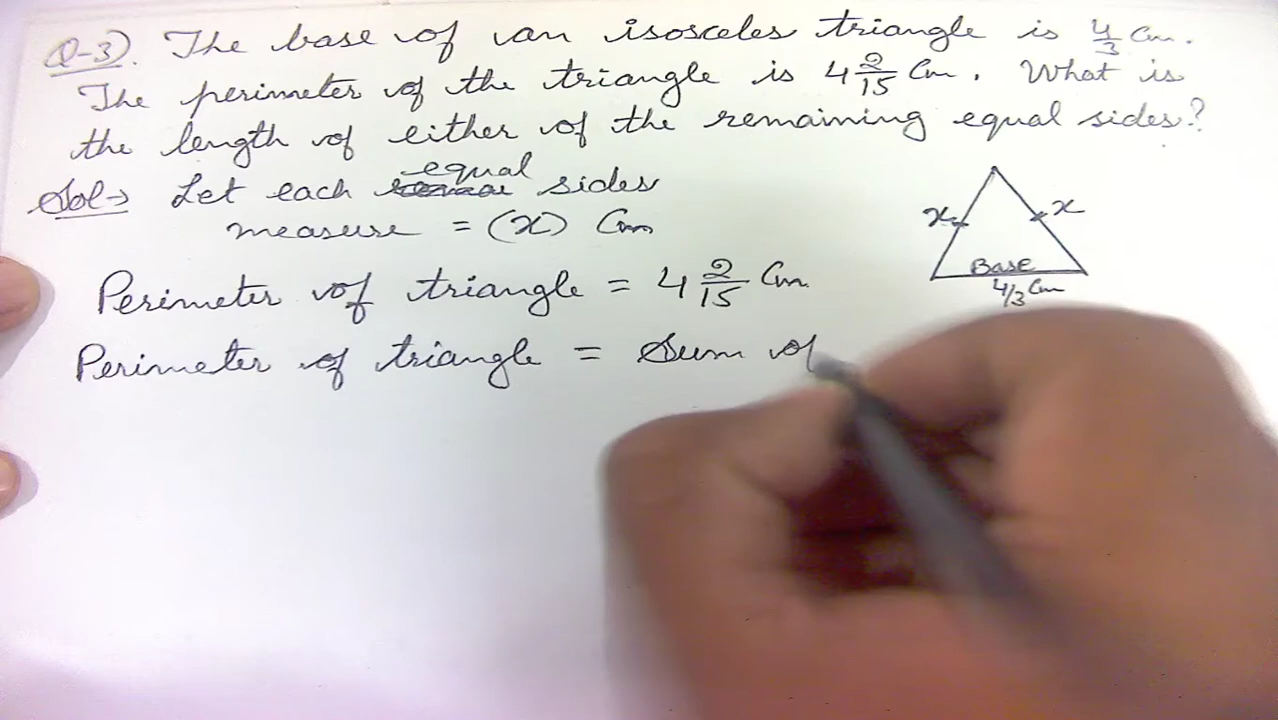 Q-3). The base of an isosceles triangle is 4/3 Cm.
The perimeter of the triangle is 4 2/15 Cm. What is
the length of either of the remaining equal sides?
Sol→ Let each equal sides
measure = (x) Cm
x x
Base
4/3 Cm
Perimeter of triangle = 4 2/15 Cm.
Perimeter of triangle = Sum of